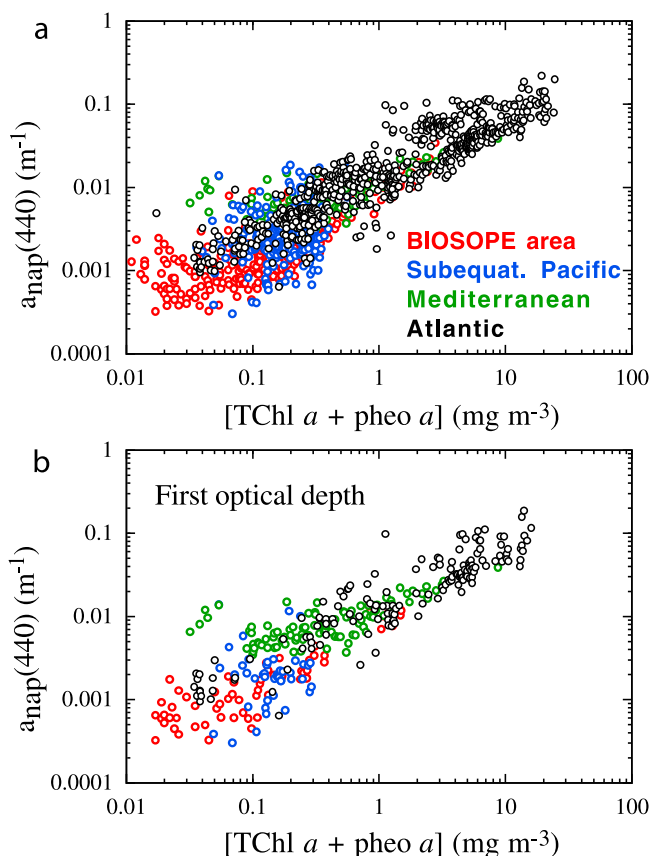 a
1
0.1
0.01
0.001
0.0001
anap(440) (m-1)
BIOSOPE area
Subequat. Pacific
Mediterranean
Atlantic
0.01 0.1 1 10 100
[TChl a + pheo a] (mg m-3)
b
First optical depth
1
0.1
0.01
0.001
0.0001
anap(440) (m-1)
0.01 0.1 1 10 100
[TChl a + pheo a] (mg m-3)